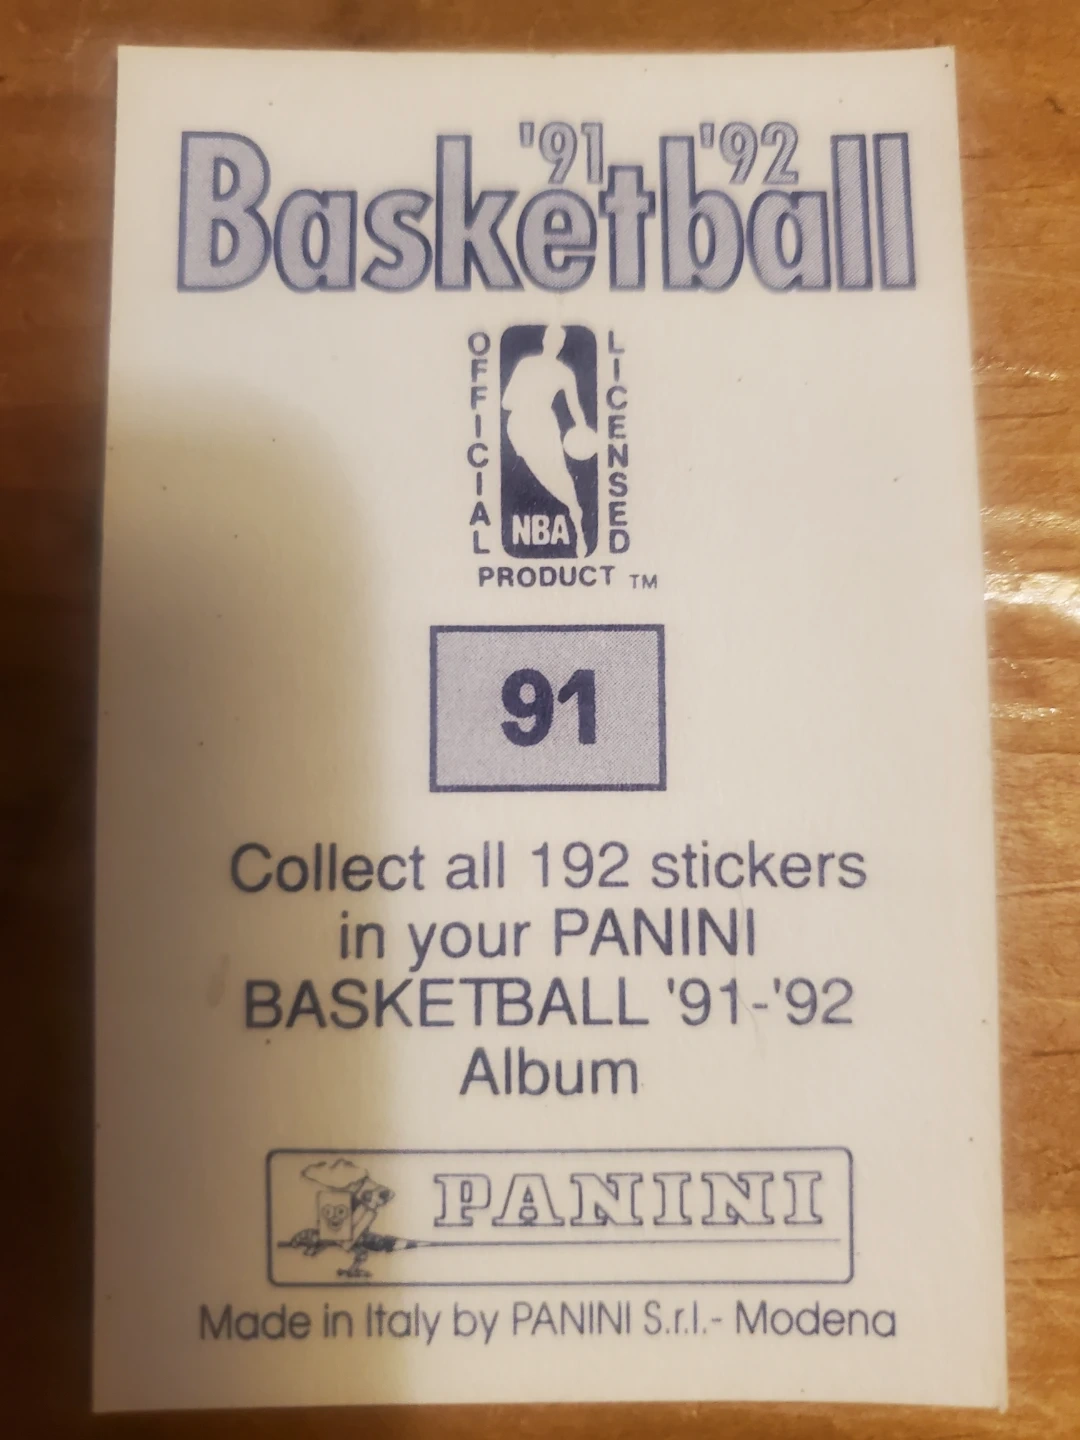 '91 '92
Basketball
OFFICIAL
LICENSED
NBA
PRODUCT TM
91
Collect all 192 stickers
in your PANINI
BASKETBALL '91-'92
Album
PANINI
Made in Italy by PANINI S.r.l.- Modena